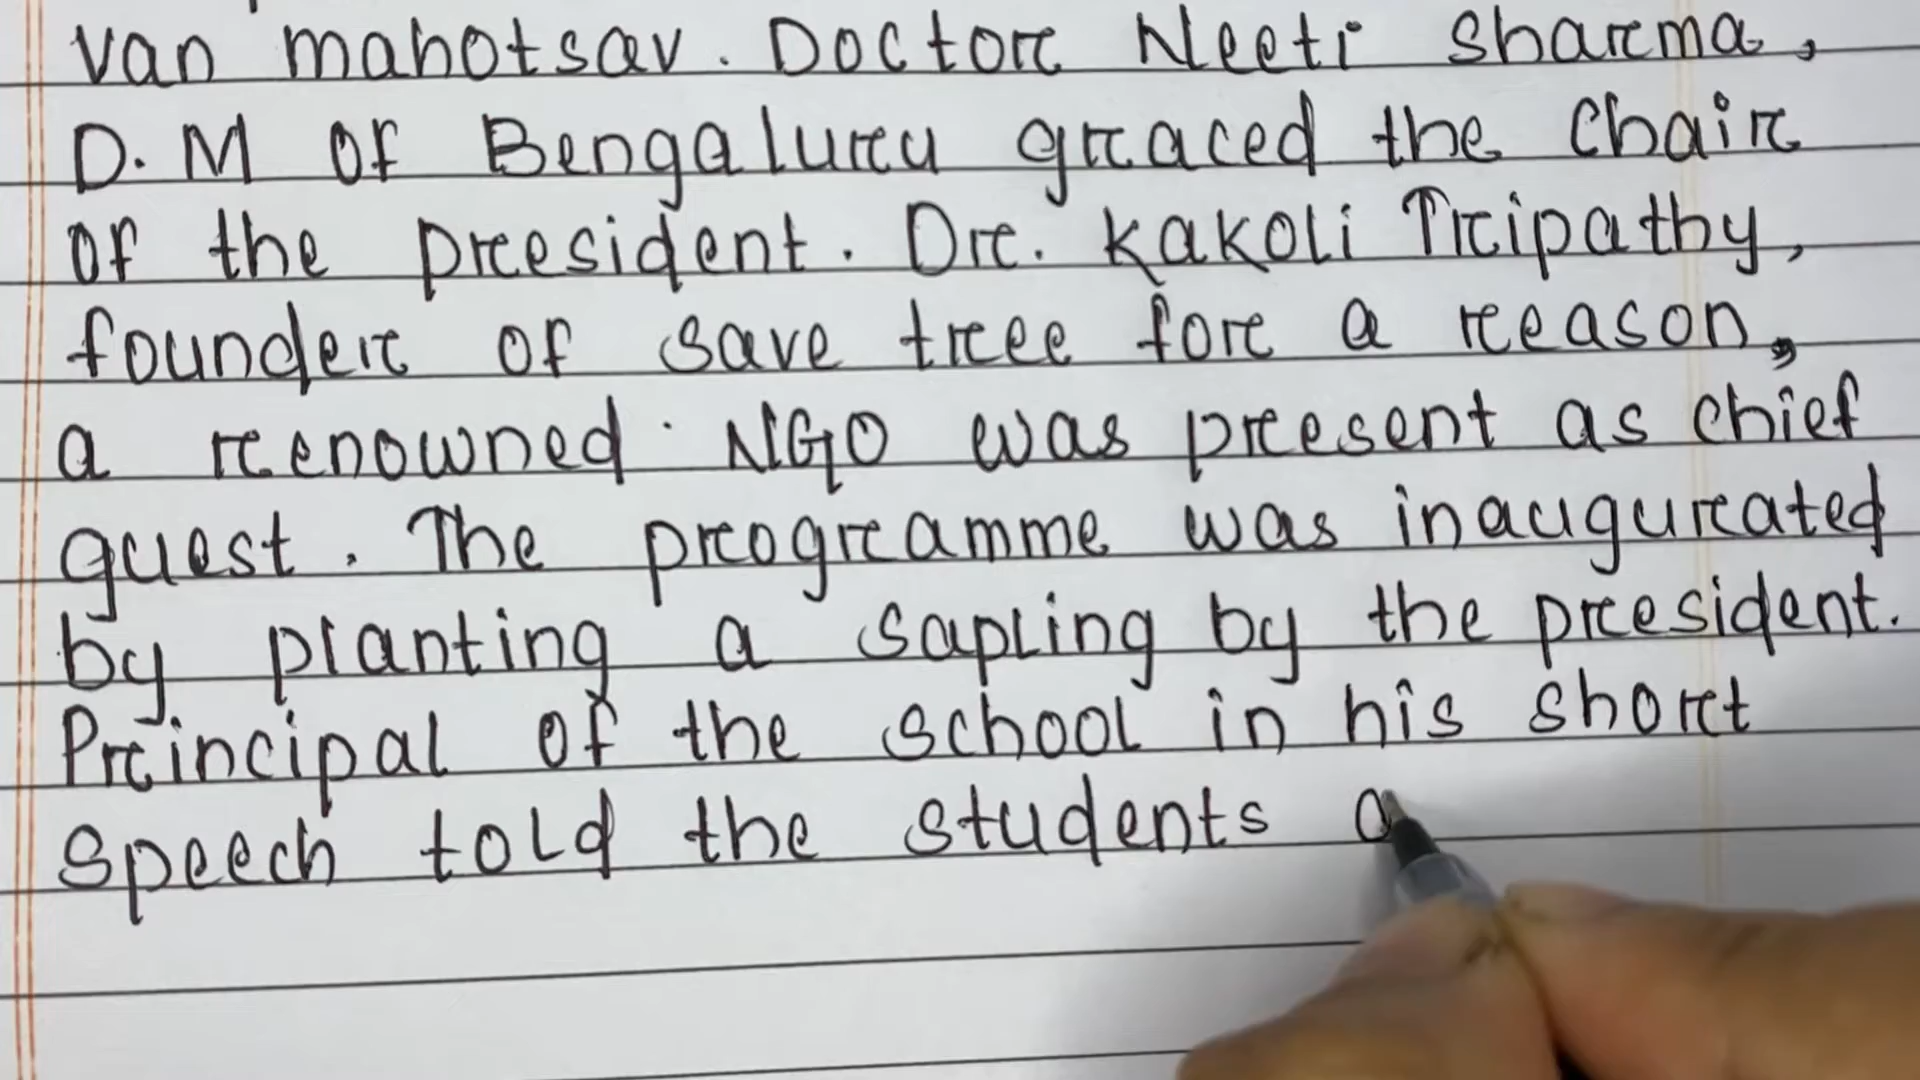 van mahotsav. Doctor Neeti Sharma,
D.M of Bengaluru graced the chair
of the president. Dr. Kakoli Tripathy,
founder of save tree for a reason,
a renowned NGO was present as chief
guest. The programme was inaugurated
by planting a sapling by the president.
Principal of the school in his short
speech told the students a